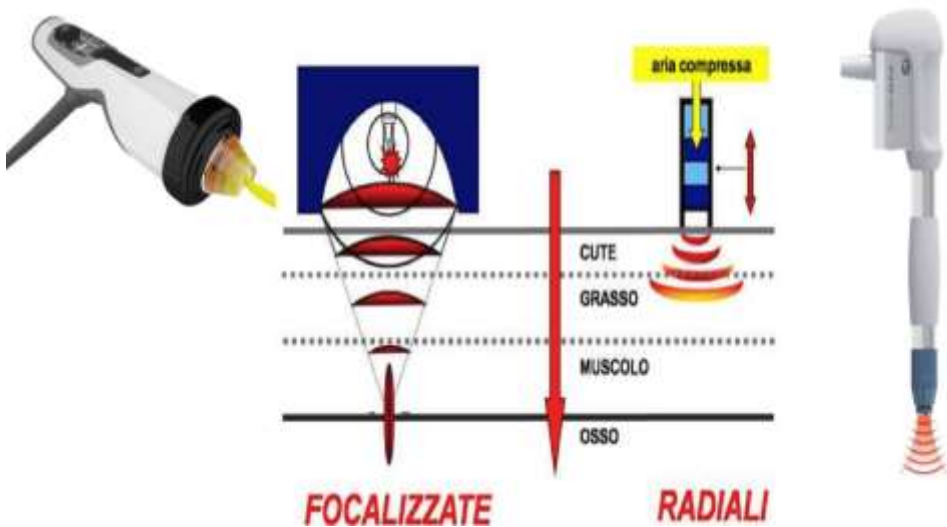 aria compressa
CUTE
GRASSO
MUSCOLO
OSSO
FOCALIZZATE
RADIALI